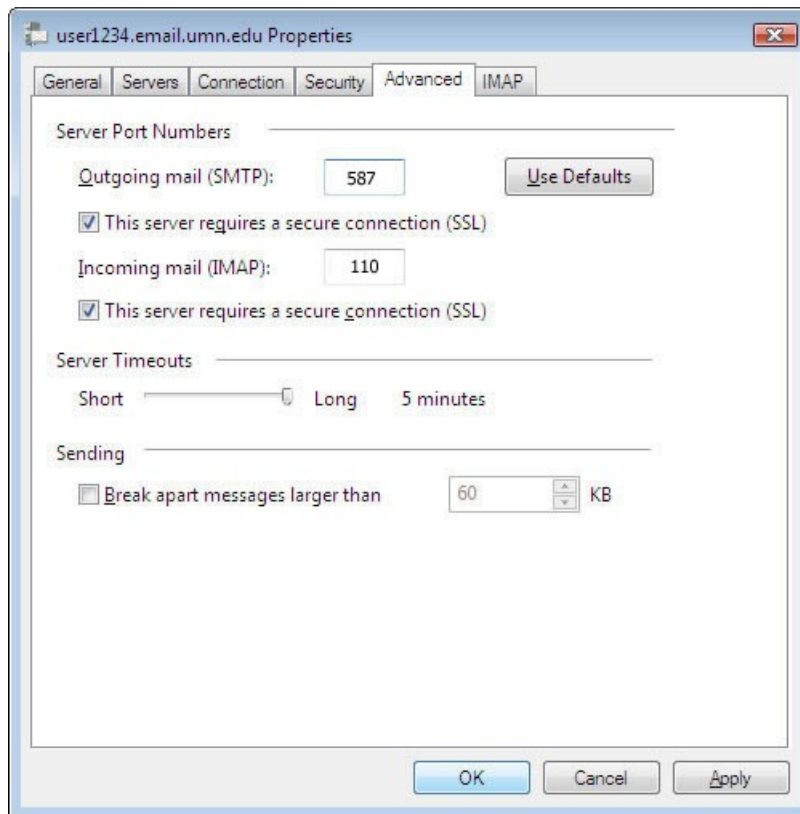 user1234.email.umn.edu Properties
General Servers Connection Security Advanced IMAP
Server Port Numbers
Outgoing mail (SMTP): 587 Use Defaults
This server requires a secure connection (SSL)
Incoming mail (IMAP): 110
This server requires a secure connection (SSL)
Server Timeouts
Short Long 5 minutes
Sending
Break apart messages larger than 60 KB
OK Cancel Apply